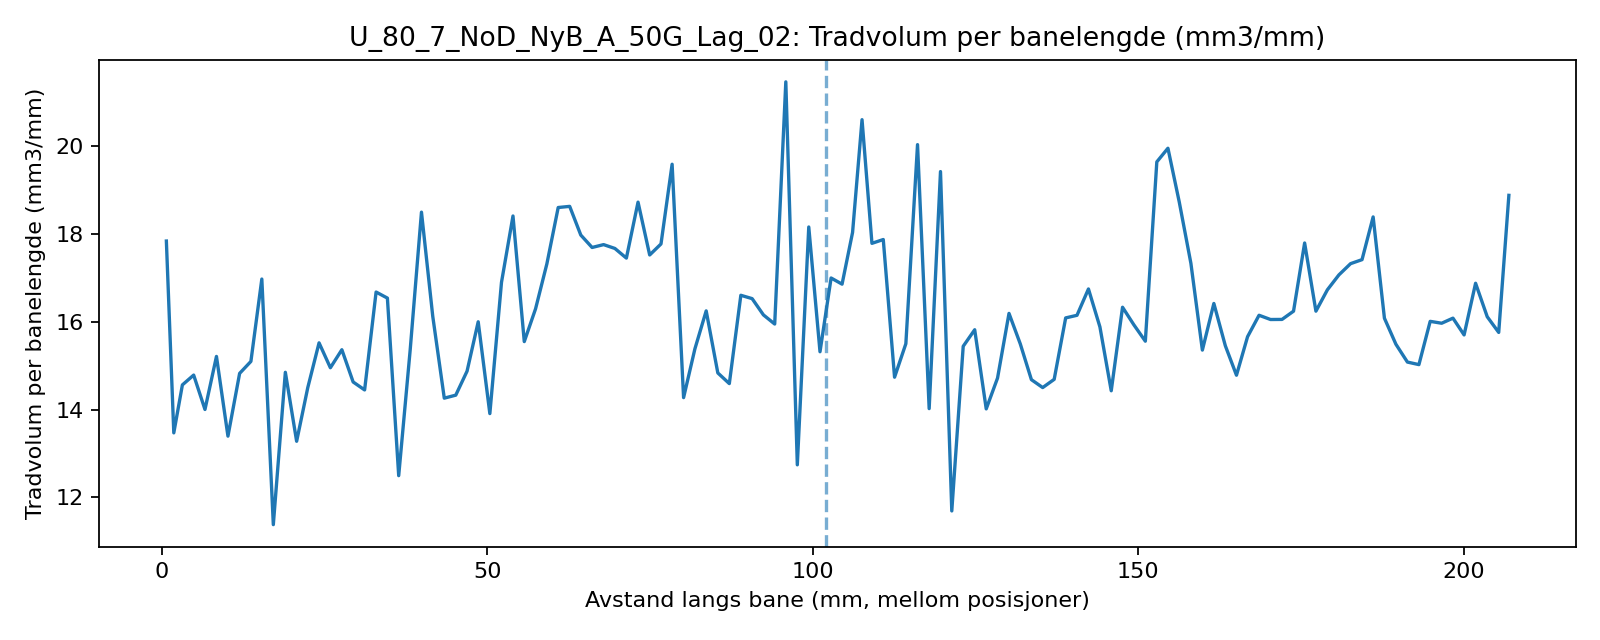 U_80_7_NoD_NyB_A_50G_Lag_02: Tradvolum per banelengde (mm3/mm)
Tradvolum per banelengde (mm3/mm)
20
18
16
14
12
0 50 100 150 200
Avstand langs bane (mm, mellom posisjoner)